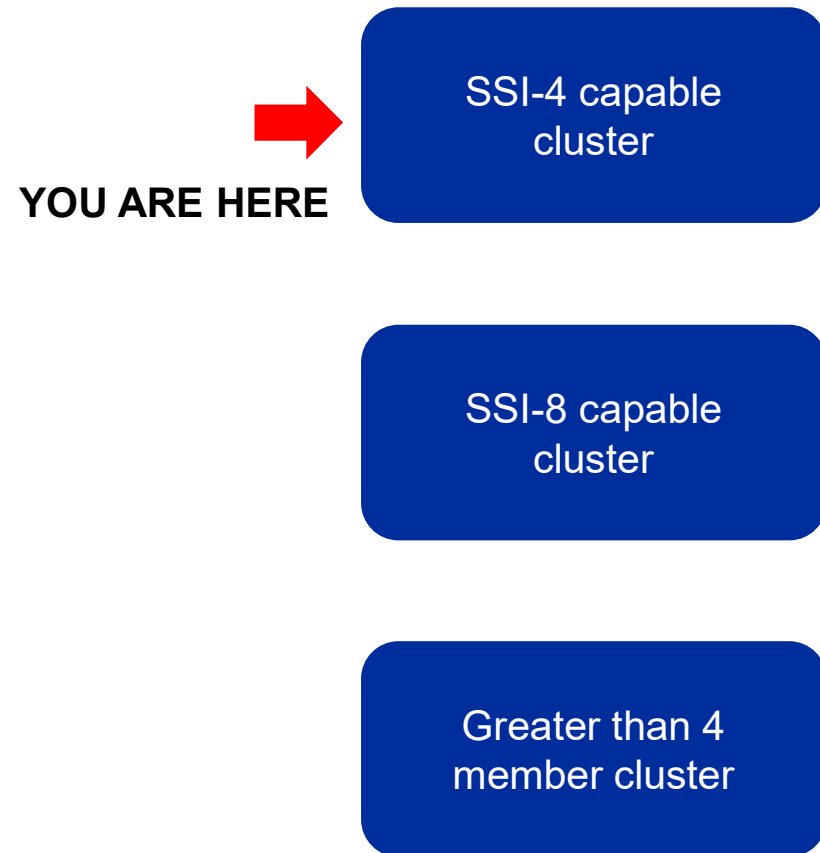 SSI-4 capable
cluster
YOU ARE HERE
SSI-8 capable
cluster
Greater than 4
member cluster